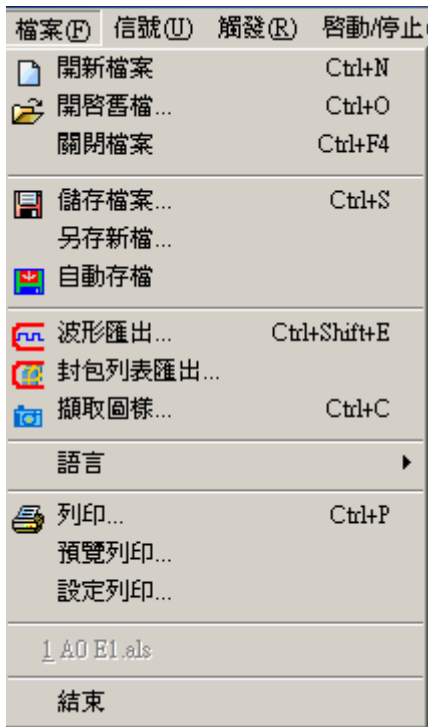 檔案(F) 信號(U) 觸發(R) 啓動/停止(
開新檔案 Ctrl+N
開啓舊檔... Ctrl+O
關閉檔案 Ctrl+F4
儲存檔案... Ctrl+S
另存新檔...
自動存檔
波形匯出... Ctrl+Shift+E
封包列表匯出...
擷取圖樣... Ctrl+C
語言
列印... Ctrl+P
預覽列印...
設定列印...
1 A0 E1.als
結束